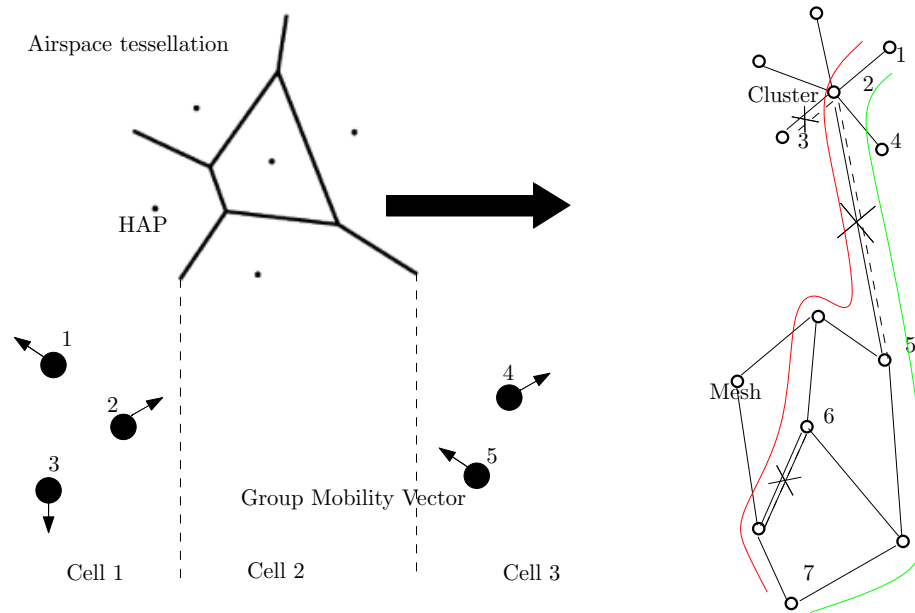 Airspace tessellation
HAP
1
2
3
4
5
Group Mobility Vector
Cell 1
Cell 2
Cell 3
1
2
Cluster
3
4
5
Mesh
6
7